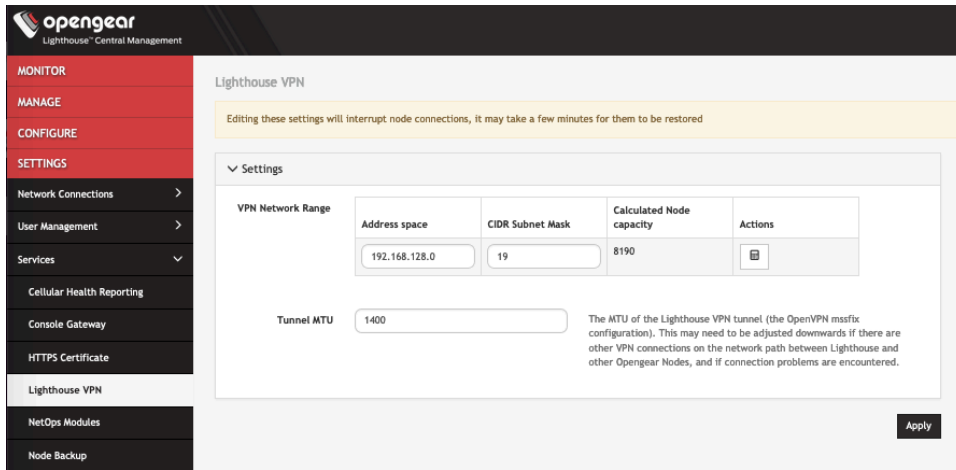 opengear
Lighthouse™ Central Management
MONITOR
MANAGE
CONFIGURE
SETTINGS
Network Connections
User Management
Services
Cellular Health Reporting
Console Gateway
HTTPS Certificate
Lighthouse VPN
NetOps Modules
Node Backup
Lighthouse VPN
Editing these settings will interrupt node connections, it may take a few minutes for them to be restored
Settings
VPN Network Range
Address space
CIDR Subnet Mask
Calculated Node
capacity
Actions
192.168.128.0
19
8190
Tunnel MTU
1400
The MTU of the Lighthouse VPN tunnel (the OpenVPN mssfix
configuration). This may need to be adjusted downwards if there are
other VPN connections on the network path between Lighthouse and
other Opengear Nodes, and if connection problems are encountered.
Apply